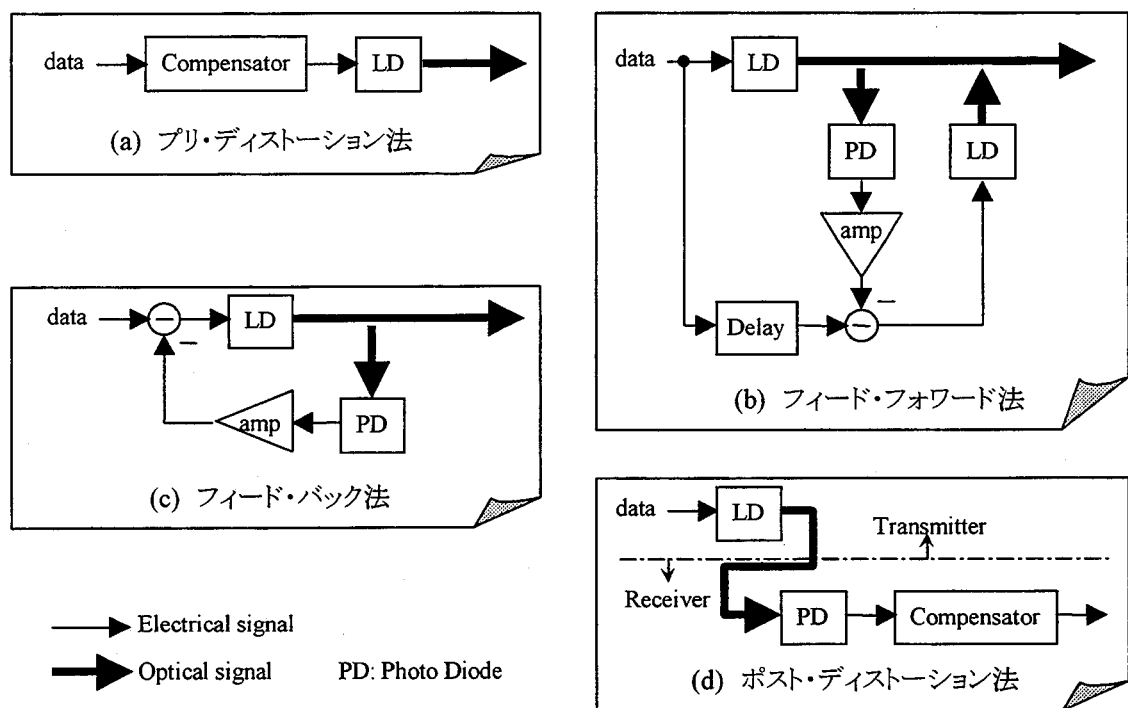 data
Compensator
LD
(a) プリ・ディストーション法
data
LD
PD
LD
amp
−
−
Delay
(b) フィード・フォワード法
data
−
LD
−
amp
PD
(c) フィード・バック法
data
LD
Transmitter
Receiver
PD
Compensator
(d) ポスト・ディストーション法
Electrical signal
Optical signal
PD: Photo Diode